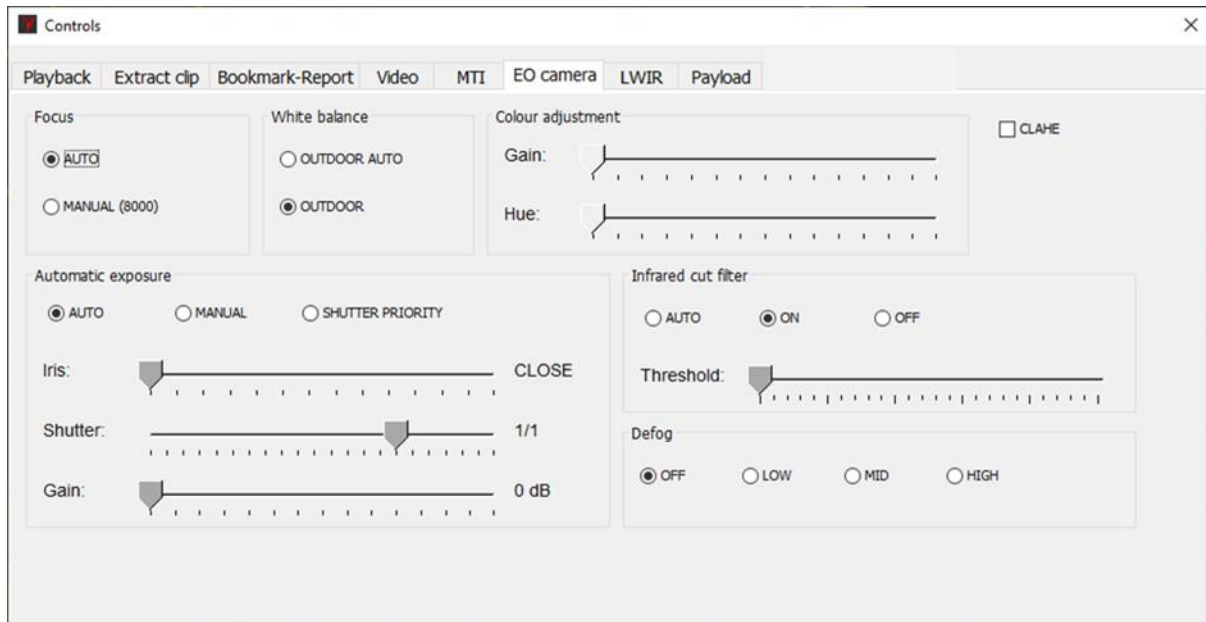 Controls
Playback Extract clip Bookmark-Report Video MTI EO camera LWIR Payload
Focus
AUTO
MANUAL (8000)
White balance
OUTDOOR AUTO
OUTDOOR
Colour adjustment
Gain:
Hue:
CLAHE
Automatic exposure
AUTO MANUAL SHUTTER PRIORITY
Iris: CLOSE
Shutter: 1/1
Gain: 0 dB
Infrared cut filter
AUTO ON OFF
Threshold:
Defog
OFF LOW MID HIGH